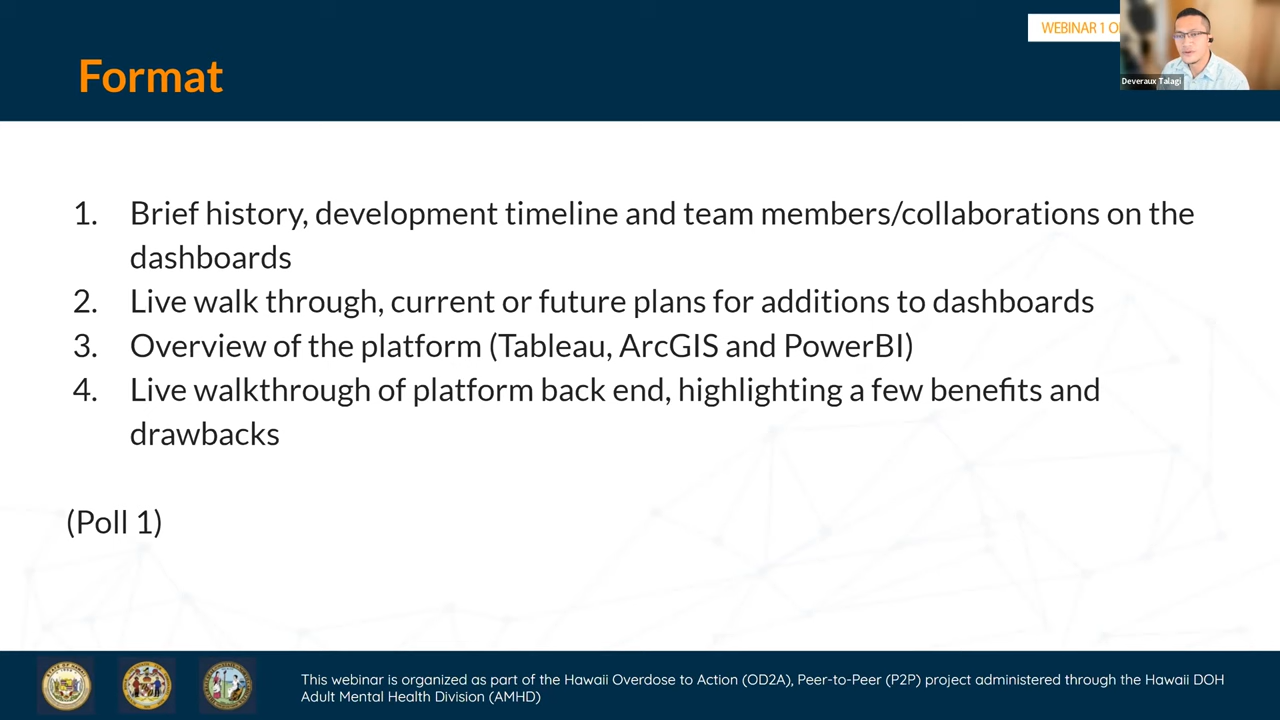 WEBINAR 1 O
Deveraux Talagi
Format
1. Brief history, development timeline and team members/collaborations on the
dashboards
2. Live walk through, current or future plans for additions to dashboards
3. Overview of the platform (Tableau, ArcGIS and PowerBI)
4. Live walkthrough of platform back end, highlighting a few benefits and
drawbacks
(Poll 1)
This webinar is organized as part of the Hawaii Overdose to Action (OD2A), Peer-to-Peer (P2P) project administered through the Hawaii DOH
Adult Mental Health Division (AMHD)